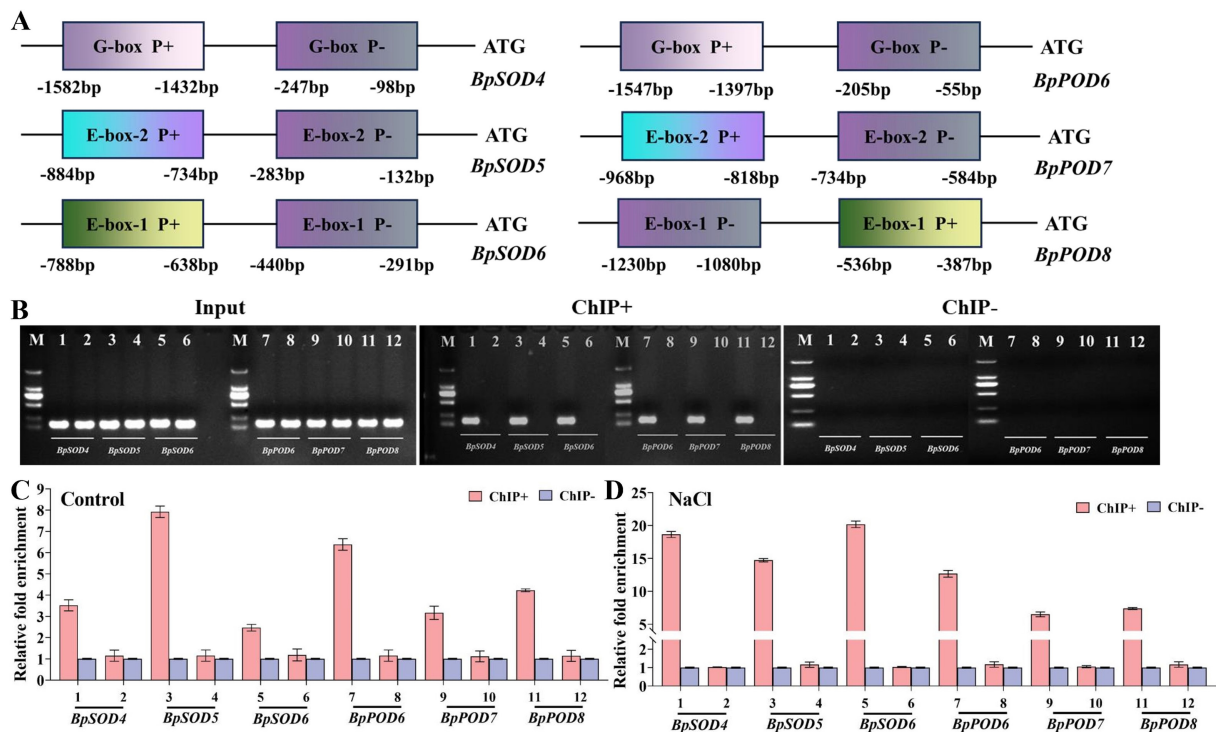 A
G-box P+ G-box P- ATG
-1582bp -1432bp -247bp -98bp BpSOD4
E-box-2 P+ E-box-2 P- ATG
-884bp -734bp -283bp -132bp BpSOD5
E-box-1 P+ E-box-1 P- ATG
-788bp -638bp -440bp -291bp BpSOD6
G-box P+ G-box P- ATG
-1547bp -1397bp -205bp -55bp BpPOD6
E-box-2 P+ E-box-2 P- ATG
-968bp -818bp -734bp -584bp BpPOD7
E-box-1 P- E-box-1 P+ ATG
-1230bp -1080bp -536bp -387bp BpPOD8
B
Input
M 1 2 3 4 5 6 M 7 8 9 10 11 12
BpSOD4 BpSOD5 BpSOD6 BpPOD6 BpPOD7 BpPOD8
ChIP+
M 1 2 3 4 5 6 M 7 8 9 10 11 12
BpSOD4 BpSOD5 BpSOD6 BpPOD6 BpPOD7 BpPOD8
ChIP-
M 1 2 3 4 5 6 M 7 8 9 10 11 12
BpSOD4 BpSOD5 BpSOD6 BpPOD6 BpPOD7 BpPOD8
C
Control
ChIP+ ChIP-
Relative fold enrichment
9
8
7
6
5
4
3
2
1
0
1 2 3 4 5 6 7 8 9 10 11 12
BpSOD4 BpSOD5 BpSOD6 BpPOD6 BpPOD7 BpPOD8
D
NaCl
ChIP+ ChIP-
Relative fold enrichment
25
20
15
10
5
2
1
0
1 2 3 4 5 6 7 8 9 10 11 12
BpSOD4 BpSOD5 BpSOD6 BpPOD6 BpPOD7 BpPOD8